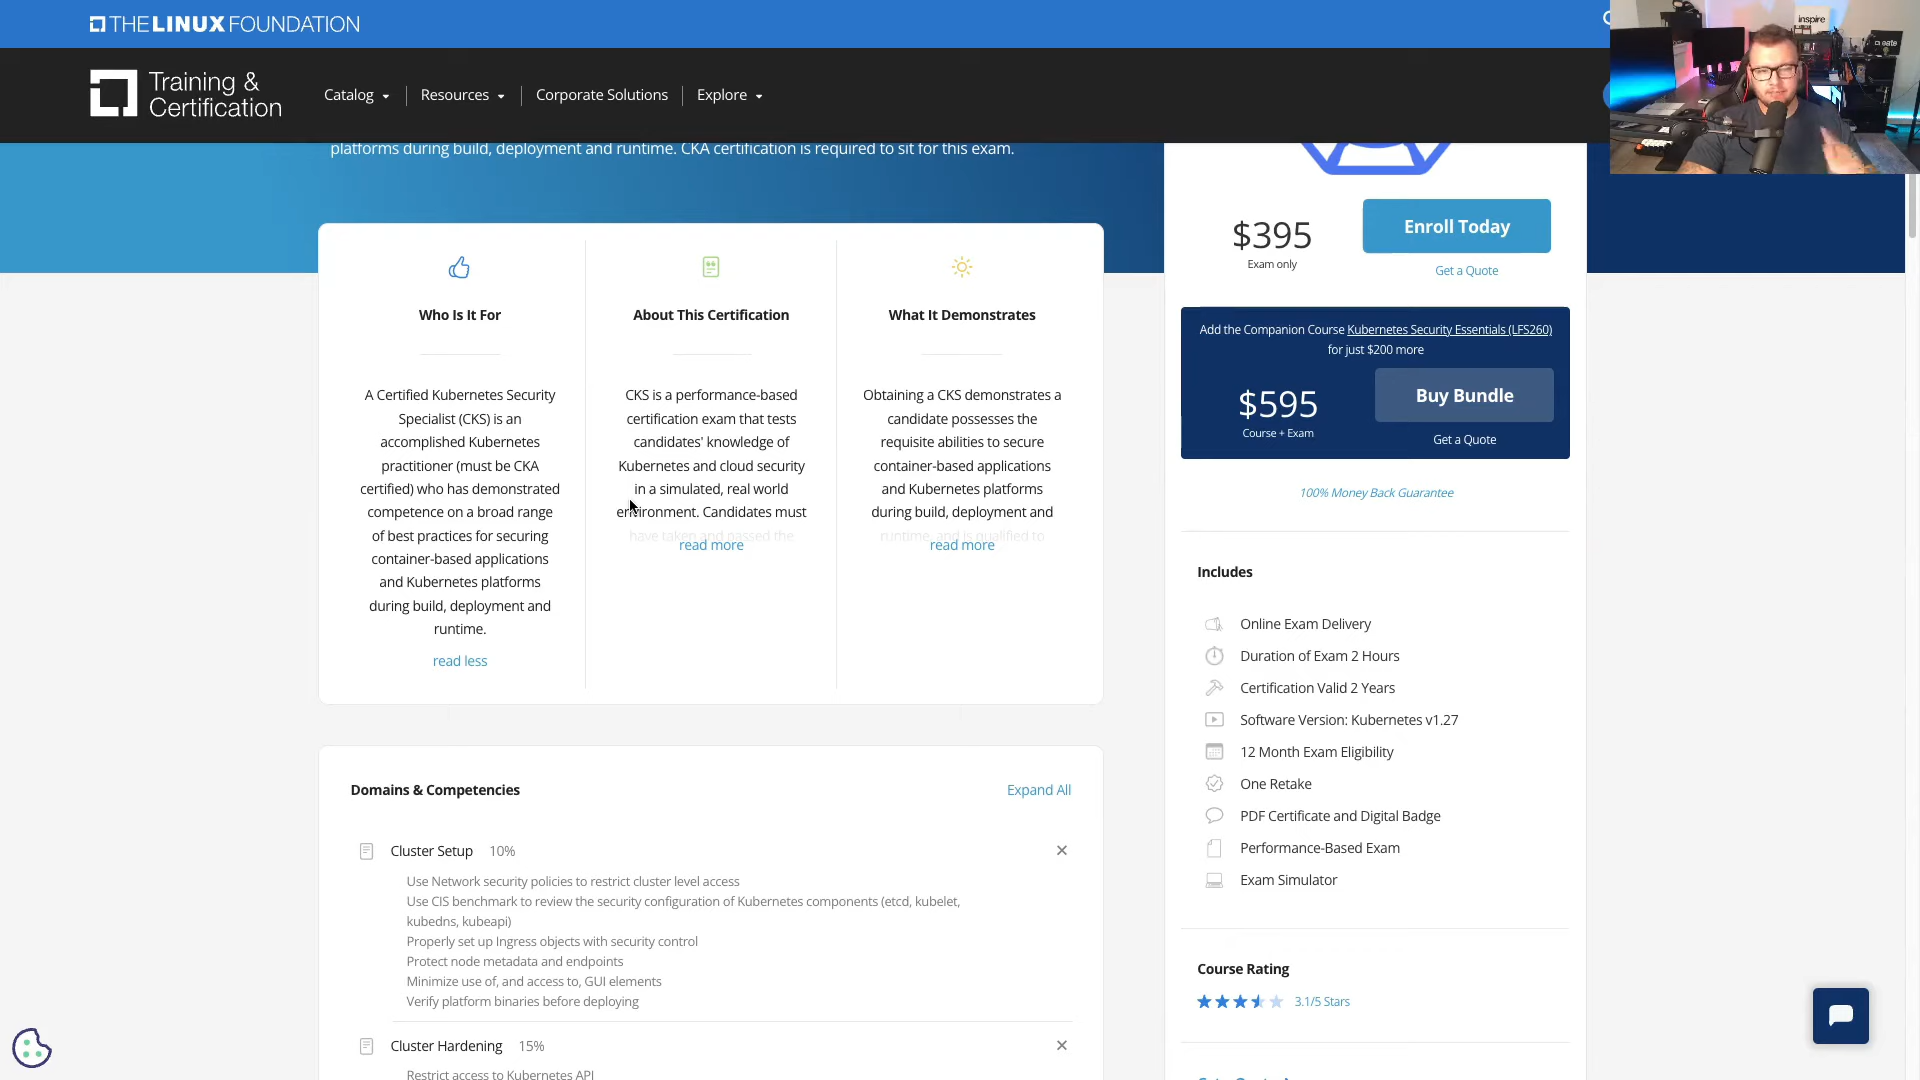 THE LINUX FOUNDATION
Training &
Certification
Catalog
Resources
Corporate Solutions
Explore
inspire
platforms during build, deployment and runtime. CKA certification is required to sit for this exam.
Who Is It For
A Certified Kubernetes Security
Specialist (CKS) is an
accomplished Kubernetes
practitioner (must be CKA
certified) who has demonstrated
competence on a broad range
of best practices for securing
container-based applications
and Kubernetes platforms
during build, deployment and
runtime.
read less
About This Certification
CKS is a performance-based
certification exam that tests
candidates' knowledge of
Kubernetes and cloud security
in a simulated, real world
environment. Candidates must
have taken and passed the
read more
What It Demonstrates
Obtaining a CKS demonstrates a
candidate possesses the
requisite abilities to secure
container-based applications
and Kubernetes platforms
during build, deployment and
runtime, and is qualified to
read more
Domains & Competencies
Expand All
Cluster Setup 10%
Use Network security policies to restrict cluster level access
Use CIS benchmark to review the security configuration of Kubernetes components (etcd, kubelet,
kubedns, kubeapi)
Properly set up Ingress objects with security control
Protect node metadata and endpoints
Minimize use of, and access to, GUI elements
Verify platform binaries before deploying
Cluster Hardening 15%
Restrict access to Kubernetes API
$395
Exam only
Enroll Today
Get a Quote
Add the Companion Course Kubernetes Security Essentials (LFS260)
for just $200 more
$595
Course + Exam
Buy Bundle
Get a Quote
100% Money Back Guarantee
Includes
Online Exam Delivery
Duration of Exam 2 Hours
Certification Valid 2 Years
Software Version: Kubernetes v1.27
12 Month Exam Eligibility
One Retake
PDF Certificate and Digital Badge
Performance-Based Exam
Exam Simulator
Course Rating
3.1/5 Stars